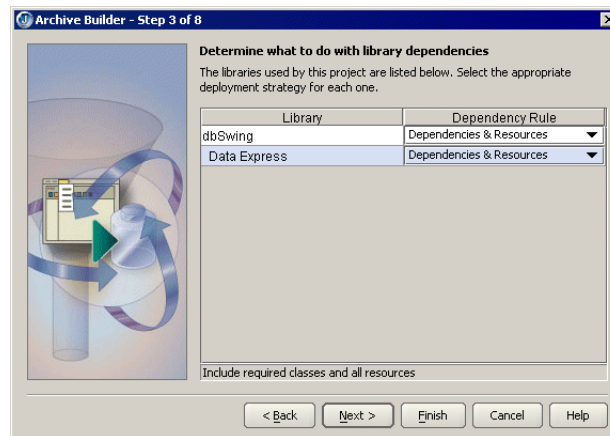 Archive Builder - Step 3 of 8
Determine what to do with library dependencies
The libraries used by this project are listed below. Select the appropriate
deployment strategy for each one.
Library Dependency Rule
dbSwing Dependencies & Resources
Data Express Dependencies & Resources
Include required classes and all resources
< Back Next > Finish Cancel Help